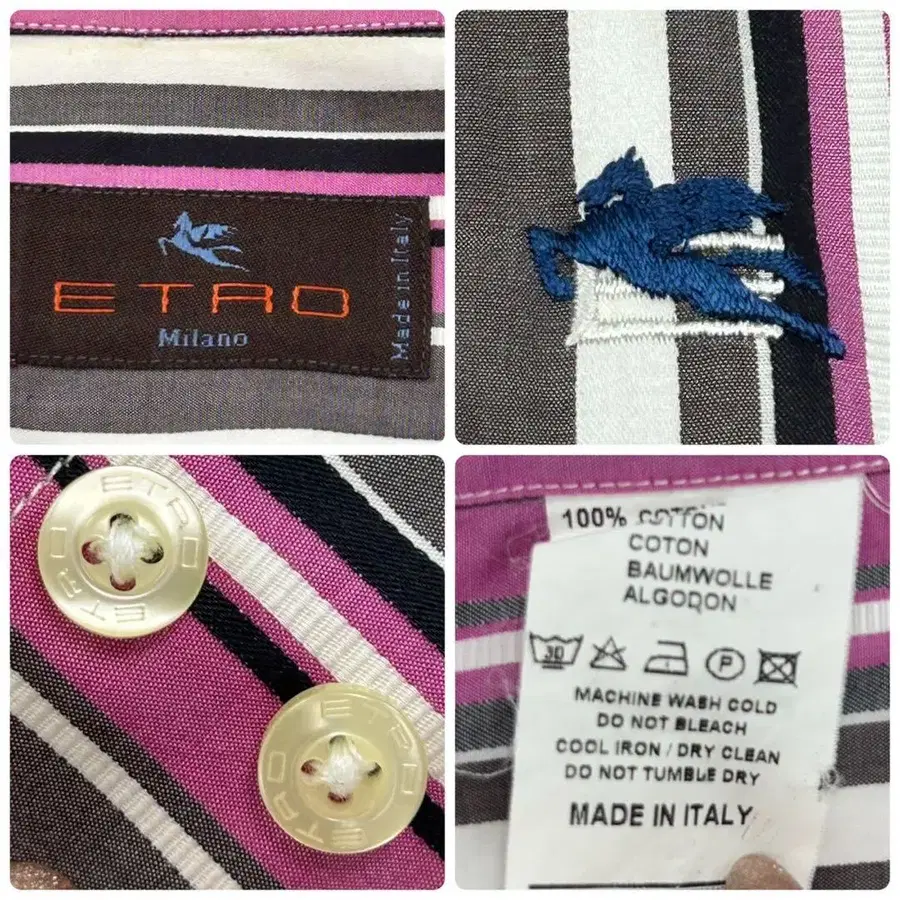 ETRO
Milano
Made in Italy
ETRO
ETRO
ETRO
ETRO
100% COTTON
COTON
BAUMWOLLE
ALGODON
30
P
MACHINE WASH COLD
DO NOT BLEACH
COOL IRON / DRY CLEAN
DO NOT TUMBLE DRY
MADE IN ITALY